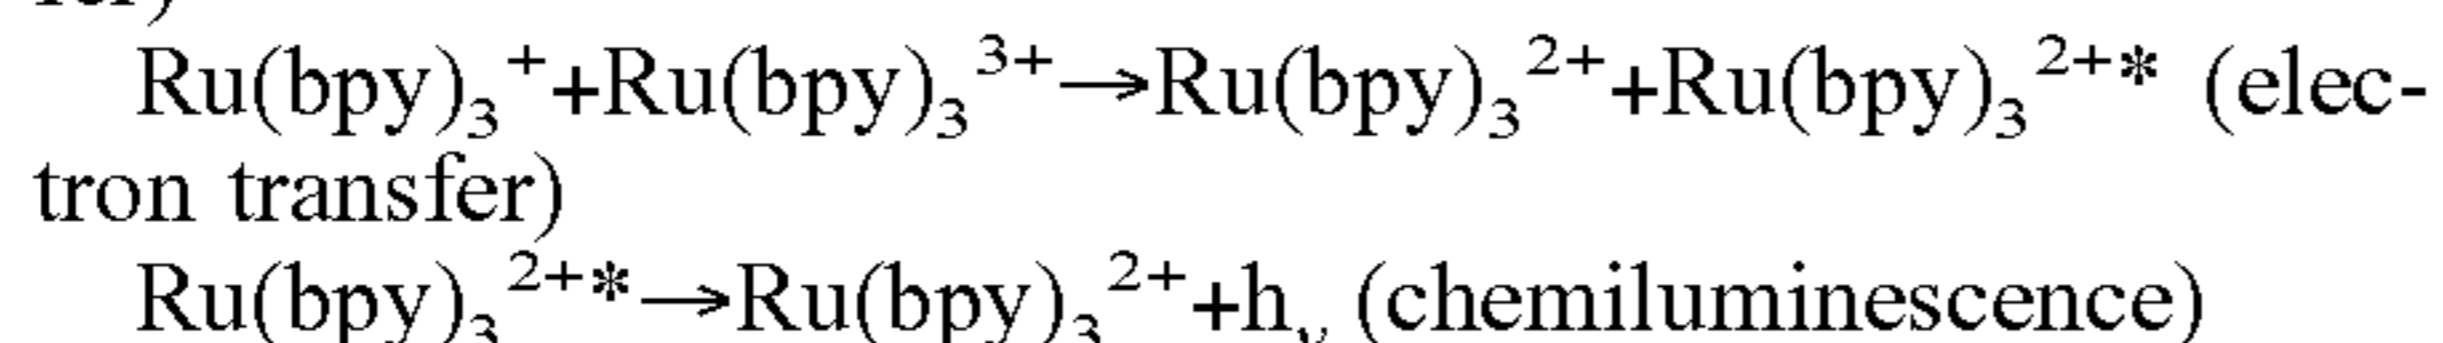 Ru(bpy)₃⁺+Ru(bpy)₃³⁺→Ru(bpy)₃²⁺+Ru(bpy)₃²⁺* (elec-
tron transfer)
Ru(bpy)₃²⁺*→Ru(bpy)₃²⁺+hᵥ (chemiluminescence)